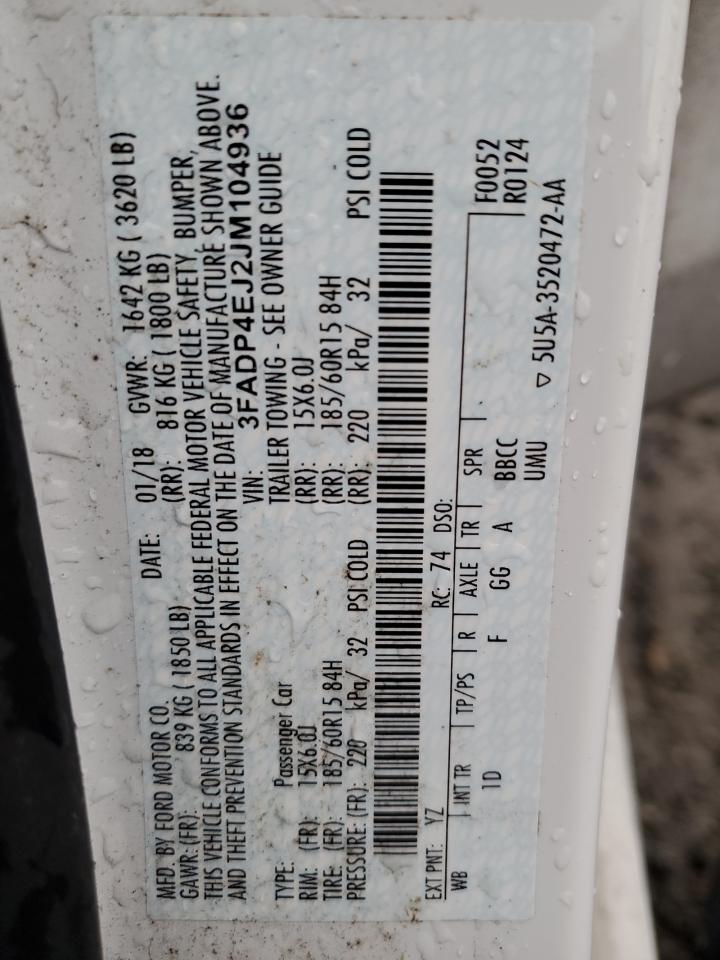 MFD. BY FORD MOTOR CO. DATE: 01/18 GVWR: 1642 KG ( 3620 LB)
GAWR:(FR): 839 KG ( 1850 LB) (RR): 816 KG ( 1800 LB)
THIS VEHICLE CONFORMS TO ALL APPLICABLE FEDERAL MOTOR VEHICLE SAFETY, BUMPER,
AND THEFT PREVENTION STANDARDS IN EFFECT ON THE DATE OF MANUFACTURE SHOWN ABOVE.
VIN: 3FADP4EJ2JM104936
TYPE: Passenger Car TRAILER TOWING - SEE OWNER GUIDE
RIM: (FR): 15X6.0J (RR): 15X6.0J
TIRE: (FR): 185/60R15 84H (RR): 185/60R15 84H
PRESSURE: (FR): 220 kPa/ 32 PSI COLD (RR): 220 kPa/ 32 PSI COLD
EXT PNT: YZ RC: 74 DSO:
WB INT TR TP/PS R AXLE TR SPR F0052
1D F GG A BBCC R0124
UMU ▽ 5U5A-3520472-AA